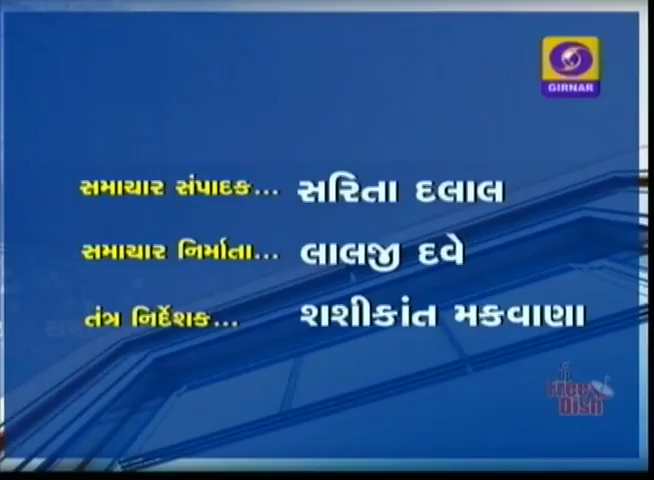 GIRNAR
સમાચાર સંપાદક... સરિતા દલાલ
સમાચાર નિર્માતા... લાલજી દવે
તંત્ર નિર્દેશક... શશીકાંત મકવાણા
Free
Dish